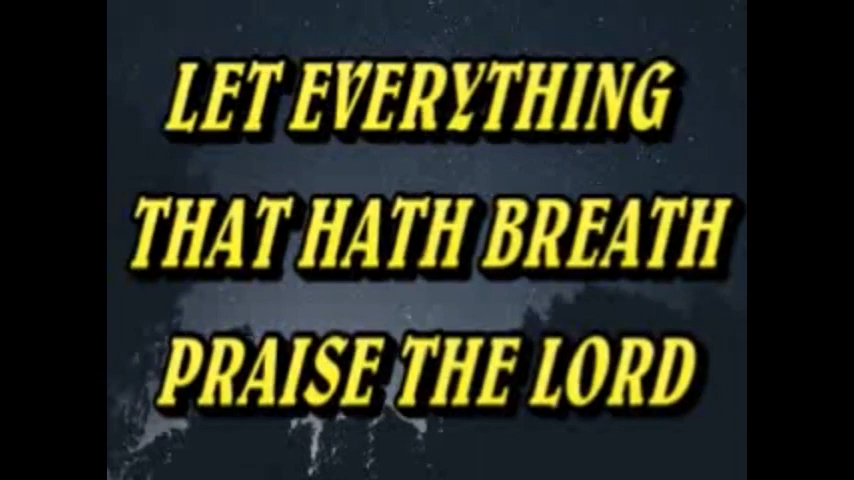 LET EVERYTHING
THAT HATH BREATH
PRAISE THE LORD